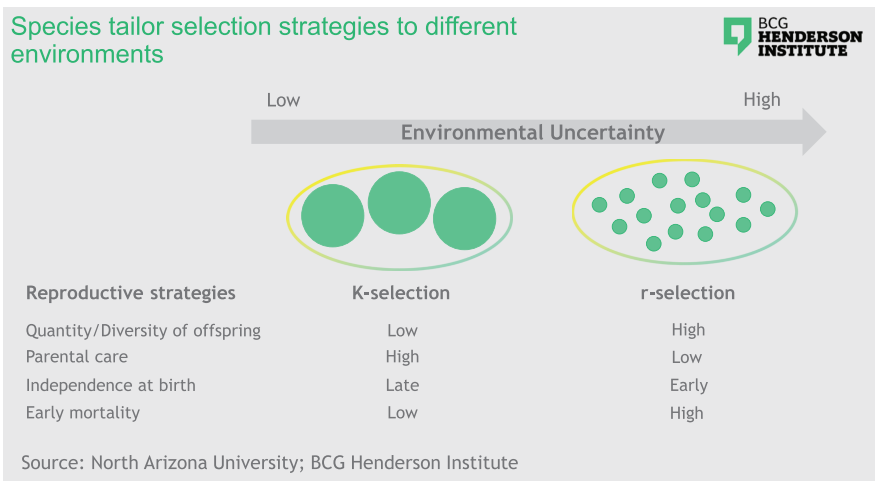 Species tailor selection strategies to different
environments
BCG
HENDERSON
INSTITUTE
Low High
Environmental Uncertainty
Reproductive strategies K-selection r-selection
Quantity/Diversity of offspring Low High
Parental care High Low
Independence at birth Late Early
Early mortality Low High
Source: North Arizona University; BCG Henderson Institute